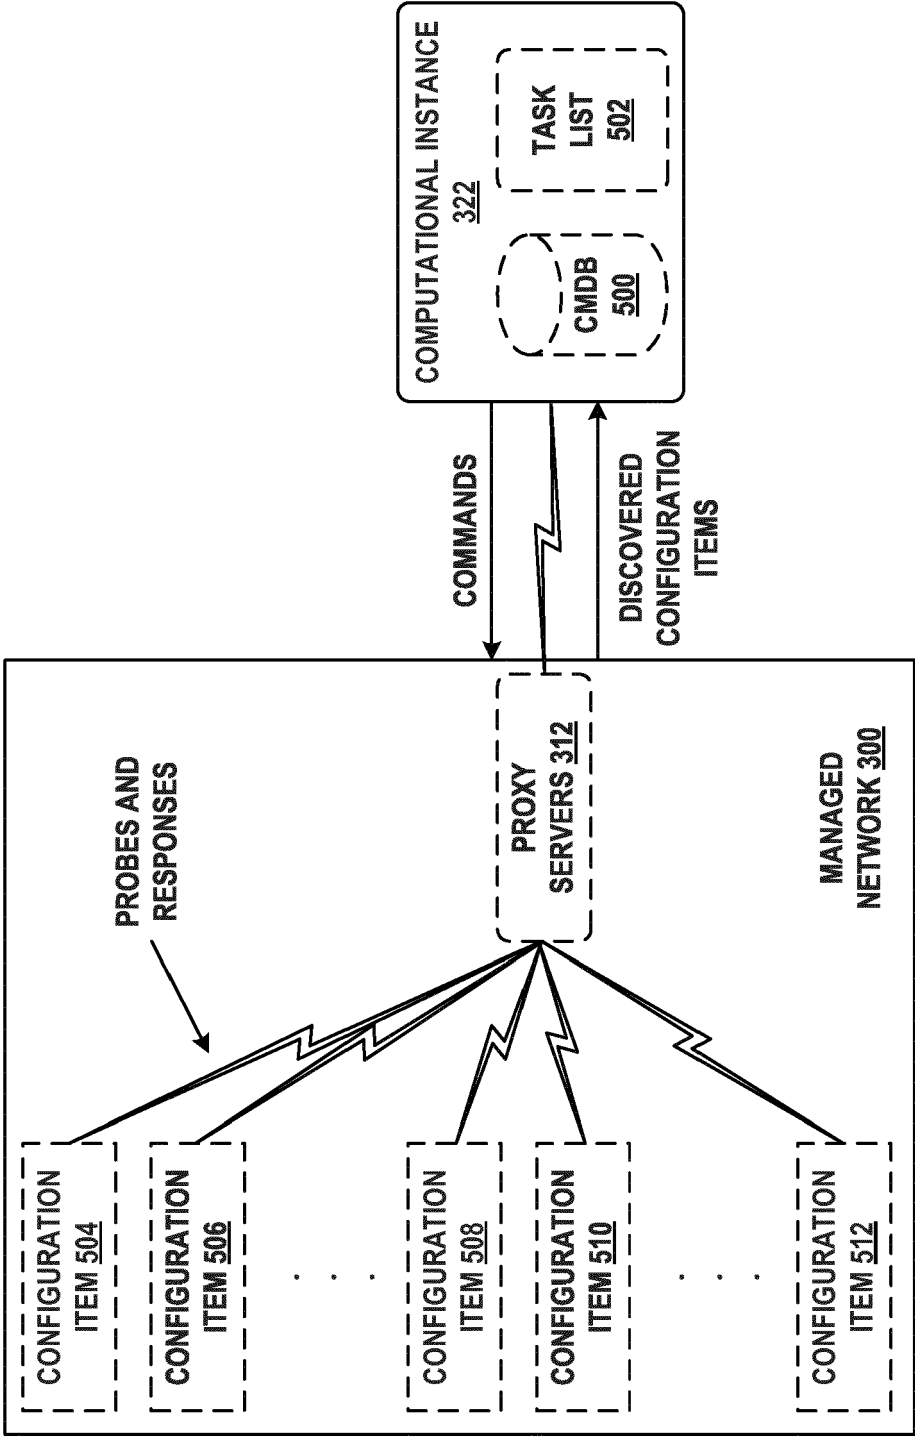 COMPUTATIONAL INSTANCE
322
CMDB
500
TASK
LIST
502
COMMANDS
DISCOVERED
CONFIGURATION
ITEMS
PROBES AND
RESPONSES
PROXY
SERVERS 312
MANAGED
NETWORK 300
CONFIGURATION
ITEM 504
CONFIGURATION
ITEM 506
. . .
CONFIGURATION
ITEM 508
CONFIGURATION
ITEM 510
. . .
CONFIGURATION
ITEM 512